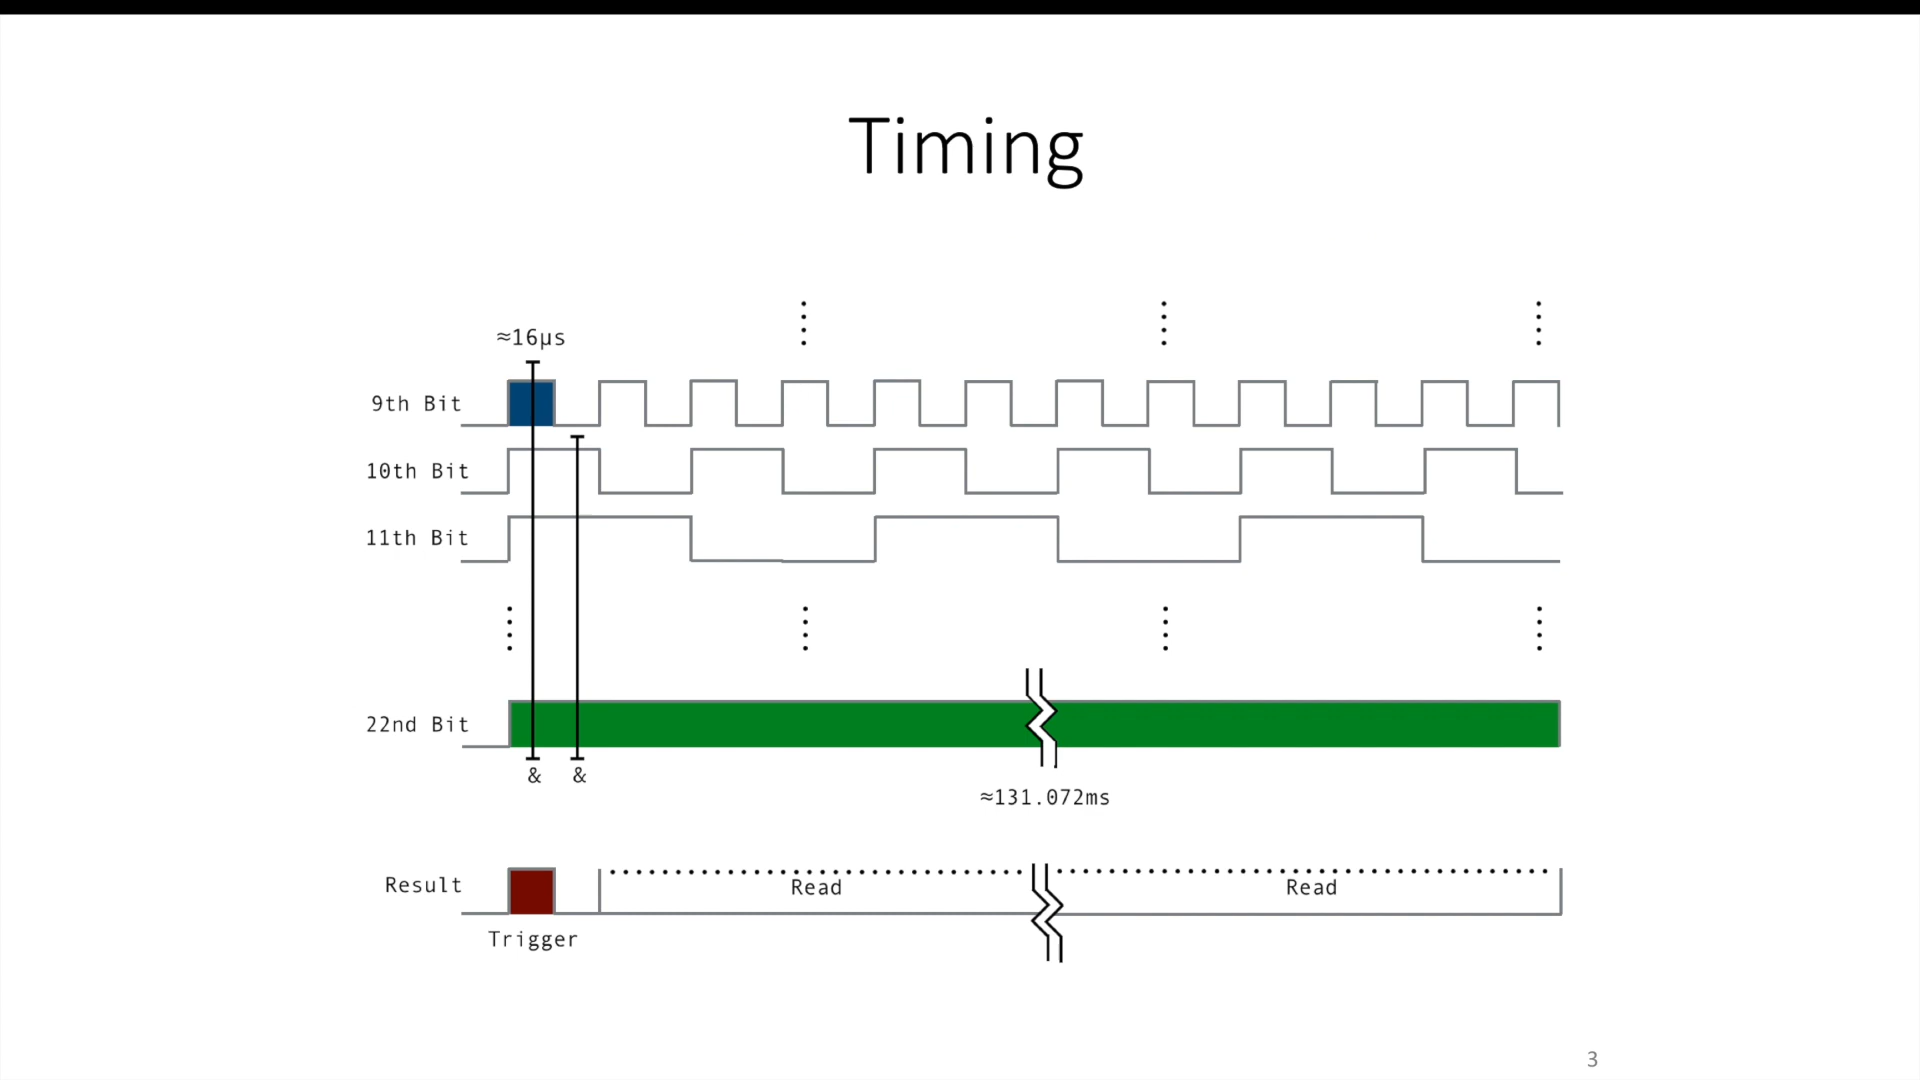 Timing
≈16µs
9th Bit
10th Bit
11th Bit
22nd Bit
& &
≈131.072ms
Result
Read Read
Trigger
3